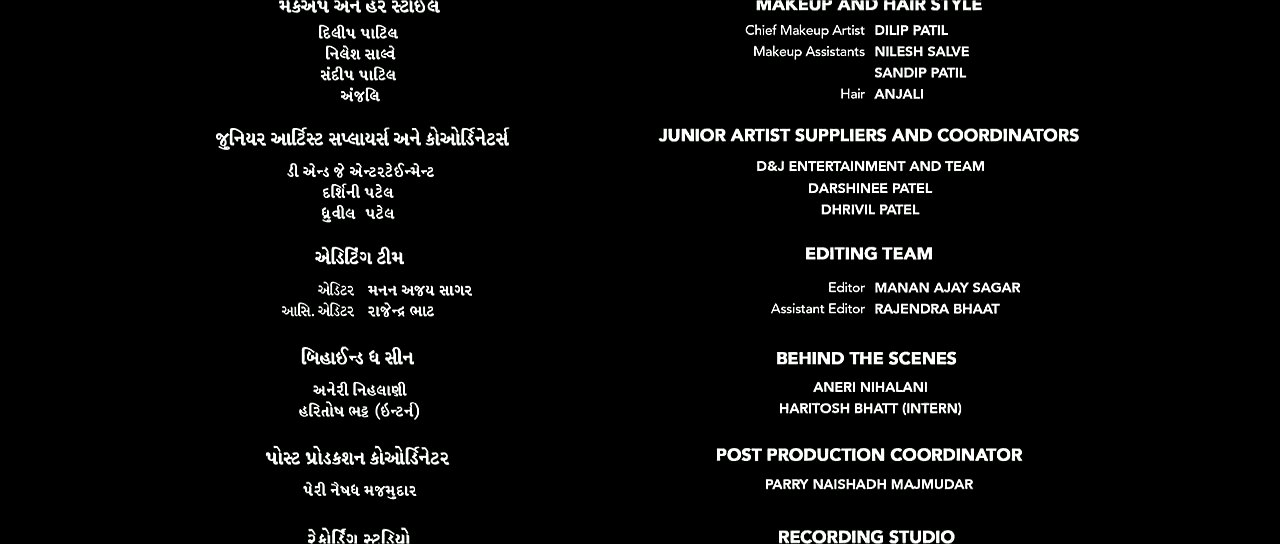 મેકઅપ અને હેર સ્ટાઈલ
દિલીપ પાટિલ
નિલેશ સાલ્વે
સંદીપ પાટિલ
અંજલિ
જુનિયર આર્ટિસ્ટ સપ્લાયર્સ અને કોઓર્ડિનેટર્સ
ડી એન્ડ જે એન્ટરટેઈન્મેન્ટ
દર્શિની પટેલ
ધ્રુવીલ પટેલ
એડિટિંગ ટીમ
એડિટર મનન અજય સાગર
આસિ. એડિટર રાજેન્દ્ર ભાટ
બિહાઈન્ડ ધ સીન
અનેરી નિહલાણી
હરિતોષ ભટ્ટ (ઇન્ટર્ન)
પોસ્ટ પ્રોડક્શન કોઓર્ડિનેટર
પેરી નૈષધ મજમુદાર
રેકોર્ડિંગ સ્ટુડિયો
MAKEUP AND HAIR STYLE
Chief Makeup Artist DILIP PATIL
Makeup Assistants NILESH SALVE
SANDIP PATIL
Hair ANJALI
JUNIOR ARTIST SUPPLIERS AND COORDINATORS
D&J ENTERTAINMENT AND TEAM
DARSHINEE PATEL
DHRIVIL PATEL
EDITING TEAM
Editor MANAN AJAY SAGAR
Assistant Editor RAJENDRA BHAAT
BEHIND THE SCENES
ANERI NIHALANI
HARITOSH BHATT (INTERN)
POST PRODUCTION COORDINATOR
PARRY NAISHADH MAJMUDAR
RECORDING STUDIO